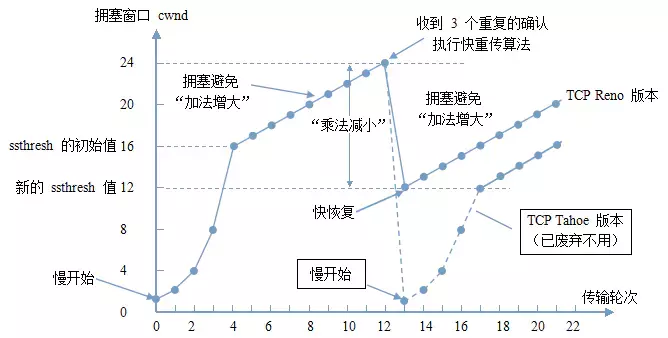 拥塞窗口 cwnd
收到 3 个重复的确认
执行快重传算法
24
拥塞避免
“加法增大”
拥塞避免
“加法增大”
TCP Reno 版本
20
“乘法减小”
ssthresh 的初始值
16
新的 ssthresh 值
12
快恢复
TCP Tahoe 版本
（已废弃不用）
8
慢开始
慢开始
4
传输轮次
0
0 2 4 6 8 10 12 14 16 18 20 22